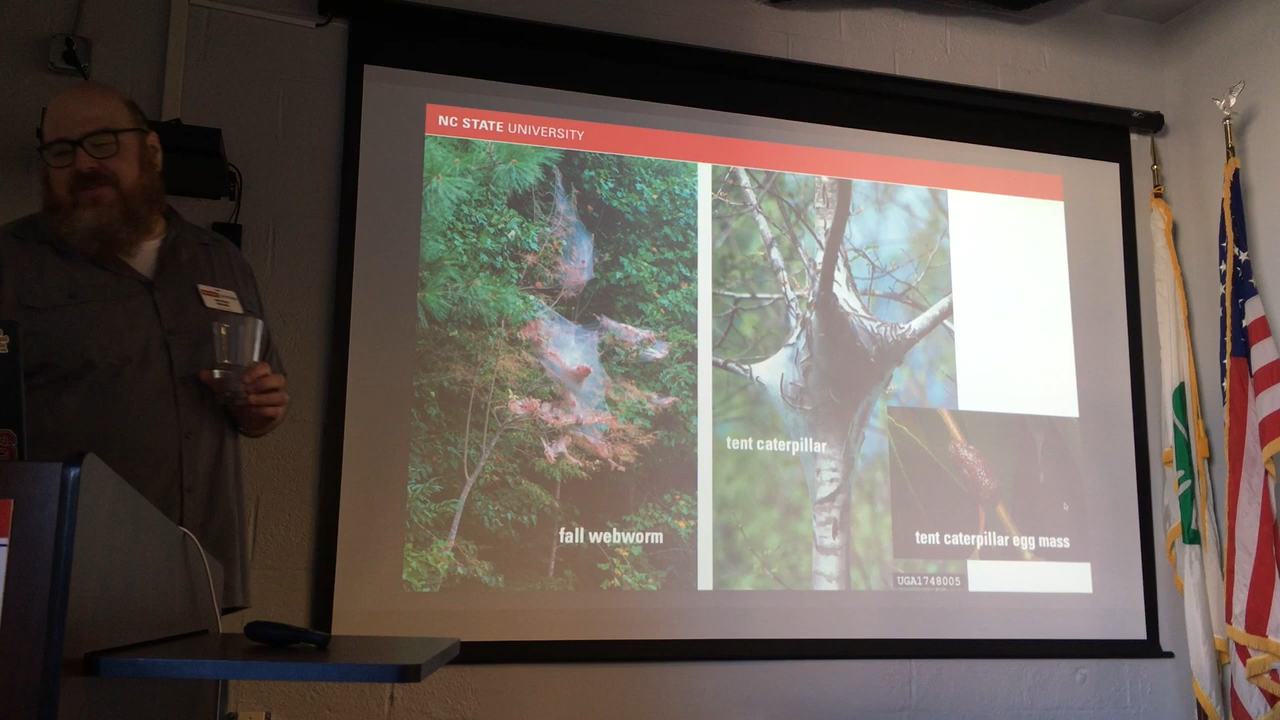 NC STATE UNIVERSITY
fall webworm
tent caterpillar
tent caterpillar egg mass
UGA1748005